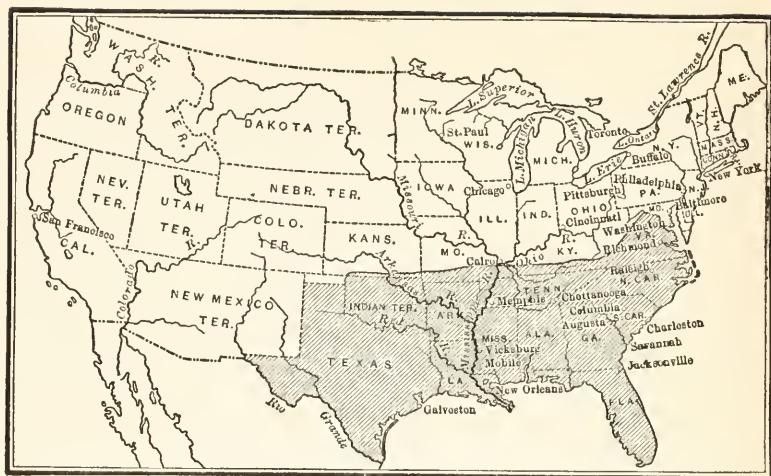 WASH.
TER.
R.
Columbia
OREGON
DAKOTA TER.
MINN.
St.Paul
WIS.
L.Superior
L.Michigan
MICH.
L.Huron
Toronto
L.Ontario
St.Lawrence R.
ME.
VT.
N.H.
MASS.
CONN.
N.Y.
Buffalo
L. Erie
New York
NEV.
TER.
UTAH
TER.
NEBR. TER.
IOWA
Chicago
ILL.
IND.
OHIO
Pittsburgh
Philadelphia
PA.
N.J.
Baltimore
Cincinnati
Washington
VA.
Richmond
San Francisco
CAL.
COLO.
TER.
R.
Colorado
KANS.
Missouri
R.
MO.
Cairo
Ohio
R.
KY.
Arkansas
R.
NEW MEXICO
TER.
INDIAN TER.
Red
R.
ARK.
Mississippi
R.
TENN.
Memphis
Chottanooga
Raleigh
N.CAR.
Columbia
S.CAR.
Augusta
GA.
Charloston
Savannah
MISS.
ALA.
Vicksburg
Mobile
Jacksonville
TEXAS
LA.
New Orleans
FLA.
Galvoston
Rio
Grande